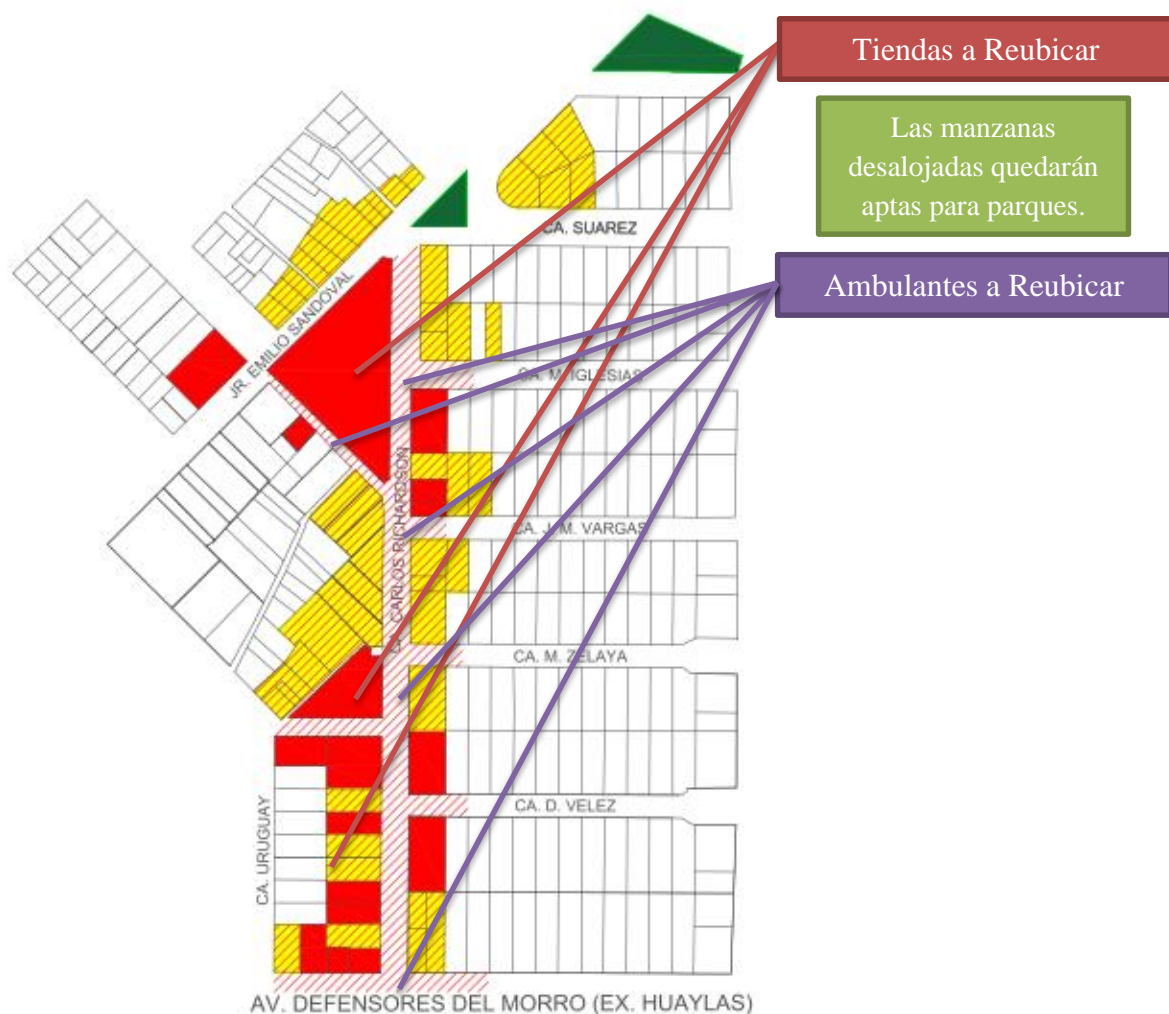 Tiendas a Reubicar
Las manzanas
desalojadas quedarán
aptas para parques.
CA. SUAREZ
Ambulantes a Reubicar
JR. EMILIO SANDOVAL
CA. M. IGLESIAS
CARLOS RICHARDSON
CA. J. M. VARGAS
CA. M. ZELAYA
CA. D. VELEZ
CA. URUGUAY
AV. DEFENSORES DEL MORRO (EX. HUAYLAS)